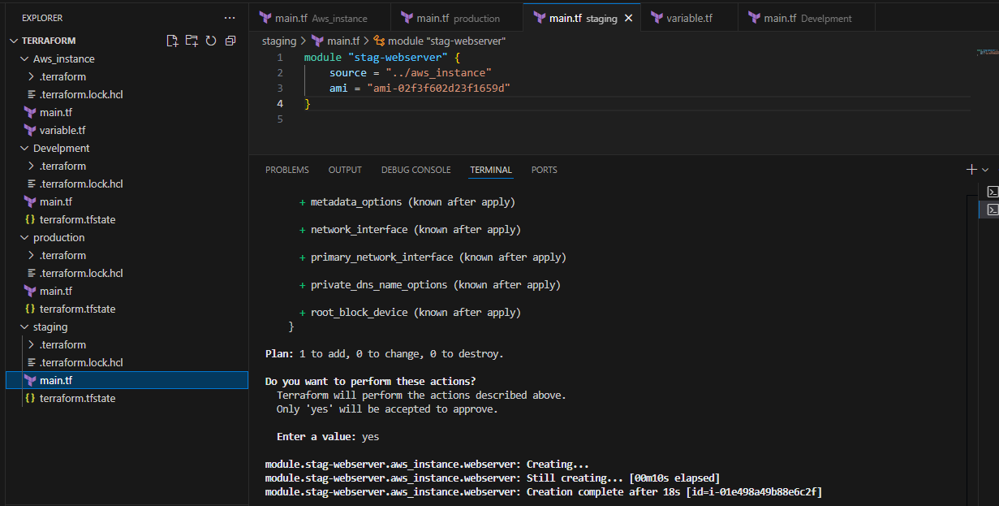 EXPLORER
TERRAFORM
Aws_instance
.terraform
.terraform.lock.hcl
main.tf
variable.tf
Develpment
.terraform
.terraform.lock.hcl
main.tf
terraform.tfstate
production
.terraform
.terraform.lock.hcl
main.tf
terraform.tfstate
staging
.terraform
.terraform.lock.hcl
main.tf
terraform.tfstate
main.tf Aws_instance main.tf production main.tf staging variable.tf main.tf Develpment
staging > main.tf > module "stag-webserver"
1 module "stag-webserver" {
2 source = "../aws_instance"
3 ami = "ami-02f3f602d23f1659d"
4 }
5
PROBLEMS OUTPUT DEBUG CONSOLE TERMINAL PORTS
+ metadata_options (known after apply)
+ network_interface (known after apply)
+ primary_network_interface (known after apply)
+ private_dns_name_options (known after apply)
+ root_block_device (known after apply)
}
Plan: 1 to add, 0 to change, 0 to destroy.
Do you want to perform these actions?
Terraform will perform the actions described above.
Only 'yes' will be accepted to approve.
Enter a value: yes
module.stag-webserver.aws_instance.webserver: Creating...
module.stag-webserver.aws_instance.webserver: Still creating... [00m10s elapsed]
module.stag-webserver.aws_instance.webserver: Creation complete after 18s [id=i-01e498a49b88e6c2f]